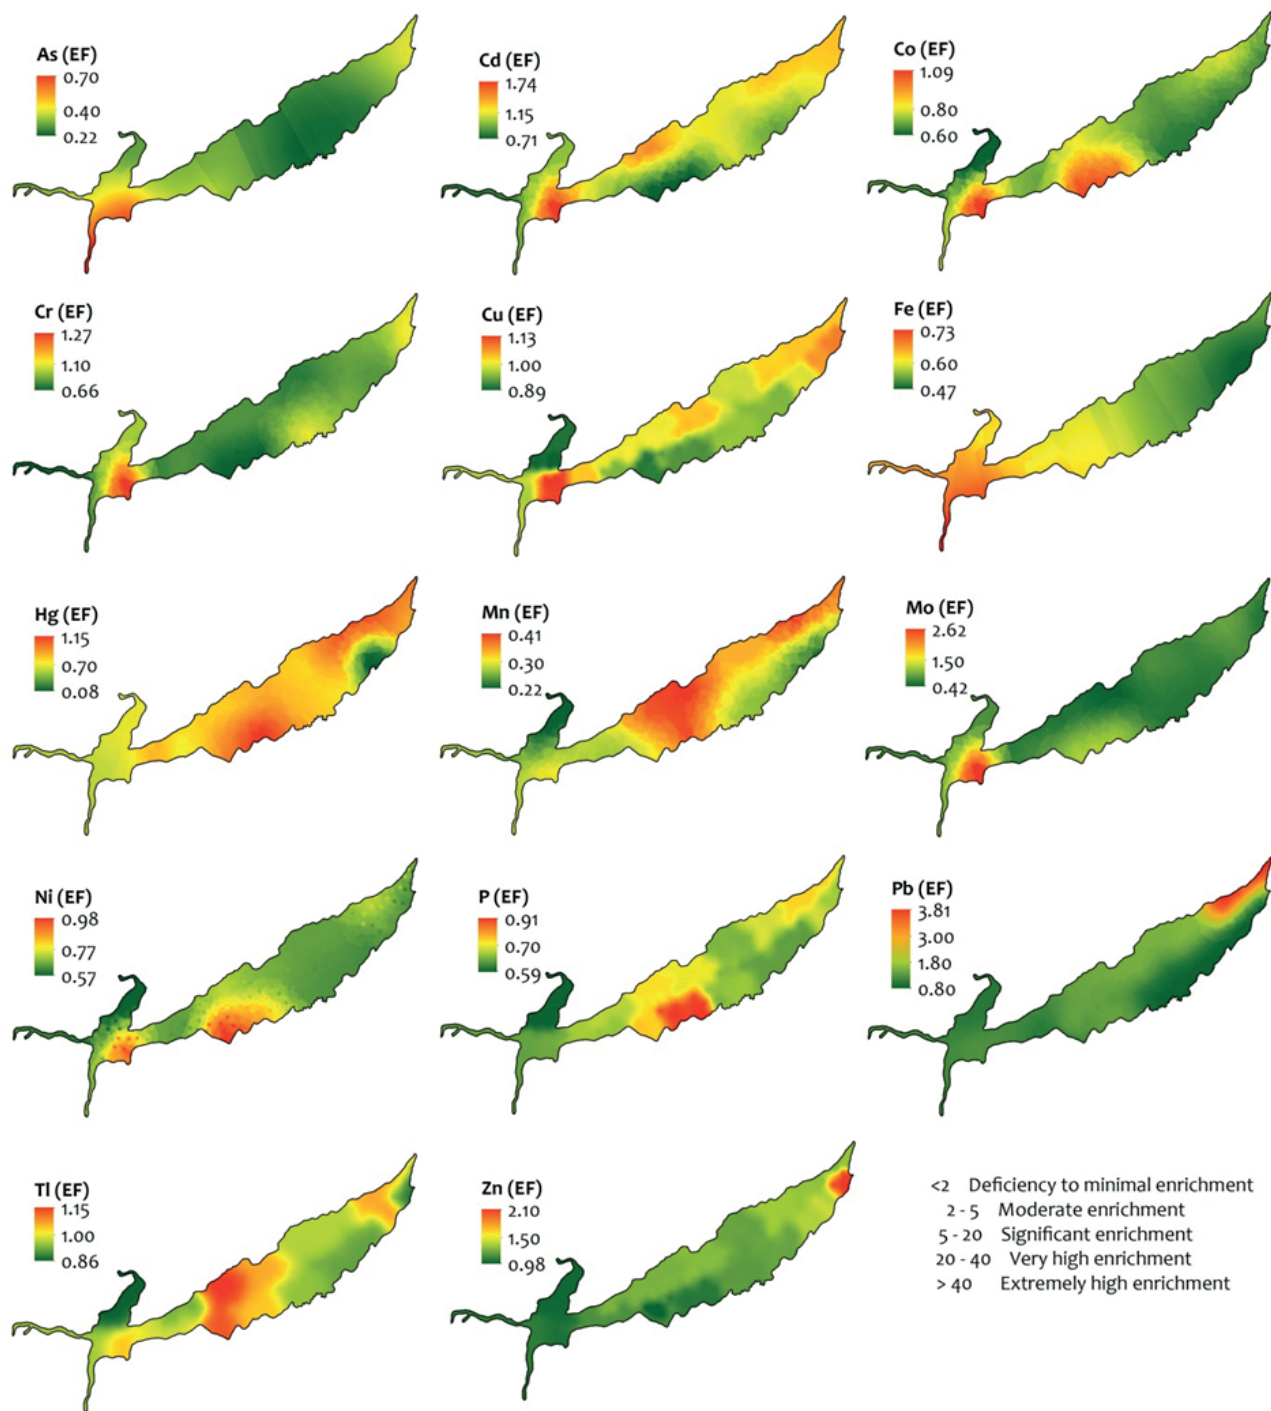 As (EF)
0.70
0.40
0.22
Cd (EF)
1.74
1.15
0.71
Co (EF)
1.09
0.80
0.60
Cr (EF)
1.27
1.10
0.66
Cu (EF)
1.13
1.00
0.89
Fe (EF)
0.73
0.60
0.47
Hg (EF)
1.15
0.70
0.08
Mn (EF)
0.41
0.30
0.22
Mo (EF)
2.62
1.50
0.42
Ni (EF)
0.98
0.77
0.57
P (EF)
0.91
0.70
0.59
Pb (EF)
3.81
3.00
1.80
0.80
Tl (EF)
1.15
1.00
0.86
Zn (EF)
2.10
1.50
0.98
<2 Deficiency to minimal enrichment
2 - 5 Moderate enrichment
5 - 20 Significant enrichment
20 - 40 Very high enrichment
> 40 Extremely high enrichment